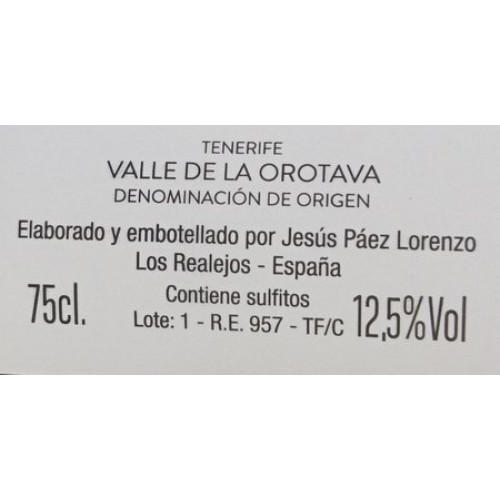 TENERIFE
VALLE DE LA OROTAVA
DENOMINACIÓN DE ORIGEN
Elaborado y embotellado por Jesús Páez Lorenzo
Los Realejos - España
75cl.
Contiene sulfitos
Lote: 1 - R.E. 957 - TF/C
12,5%Vol